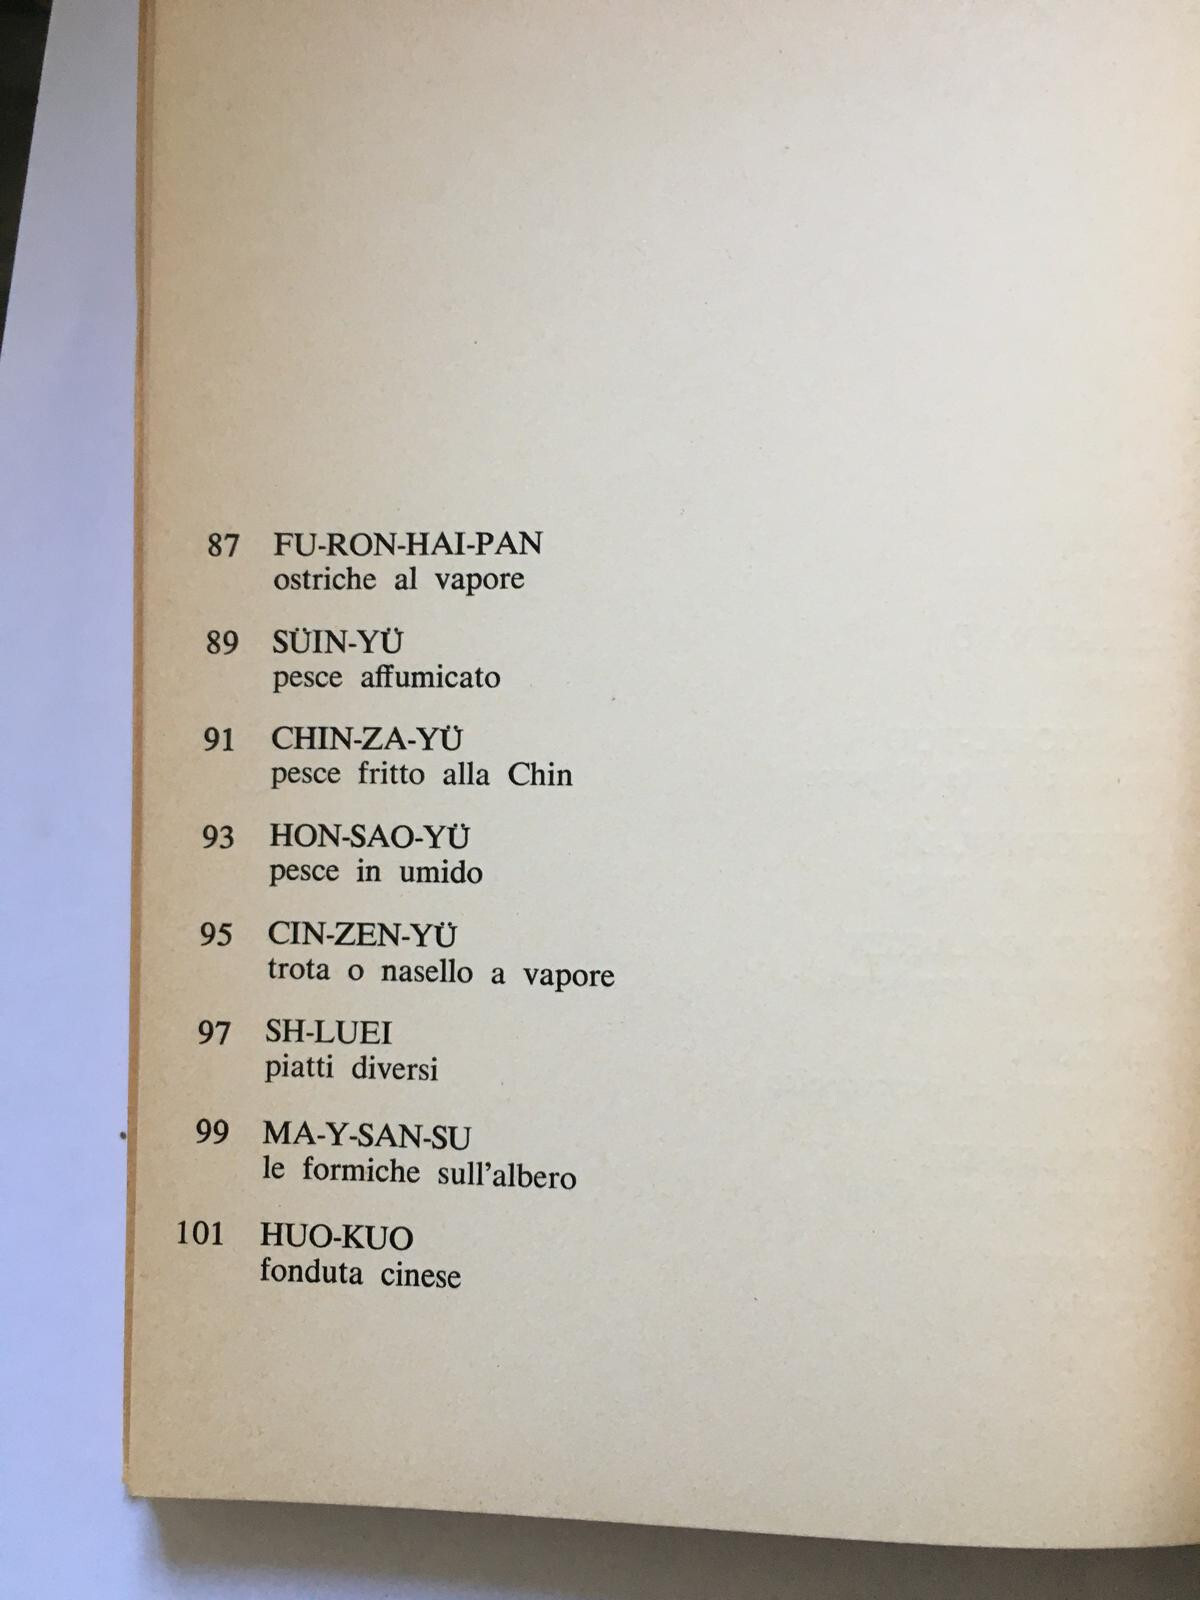 87 FU-RON-HAI-PAN
ostriche al vapore
89 SÜIN-YÜ
pesce affumicato
91 CHIN-ZA-YÜ
pesce fritto alla Chin
93 HON-SAO-YÜ
pesce in umido
95 CIN-ZEN-YÜ
trota o nasello a vapore
97 SH-LUEI
piatti diversi
99 MA-Y-SAN-SU
le formiche sull'albero
101 HUO-KUO
fonduta cinese